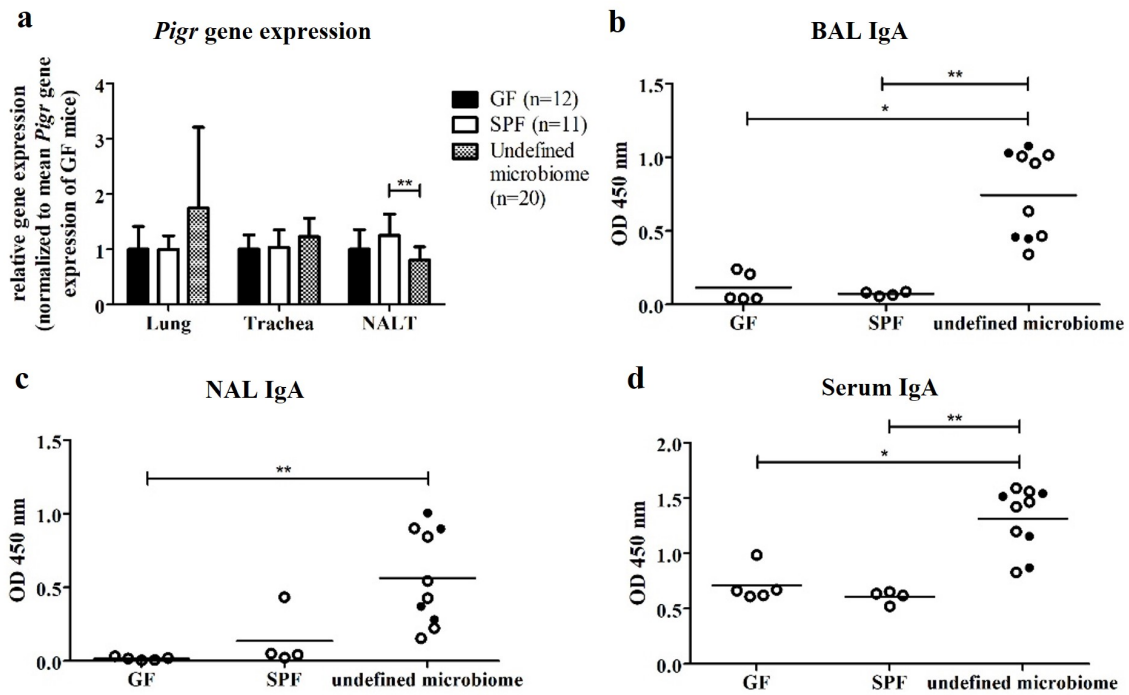 a
Pigr gene expression
relative gene expression
(normalized to mean Pigr gene
expression of GF mice)
4
3
2
1
0
**
Lung
Trachea
NALT
GF (n=12)
SPF (n=11)
Undefined
microbiome
(n=20)
b
BAL IgA
OD 450 nm
1.5
1.0
0.5
0.0
**
*
GF
SPF
undefined microbiome
c
NAL IgA
OD 450 nm
1.5
1.0
0.5
0.0
**
GF
SPF
undefined microbiome
d
Serum IgA
OD 450 nm
2.0
1.5
1.0
0.5
0.0
**
*
GF
SPF
undefined microbiome